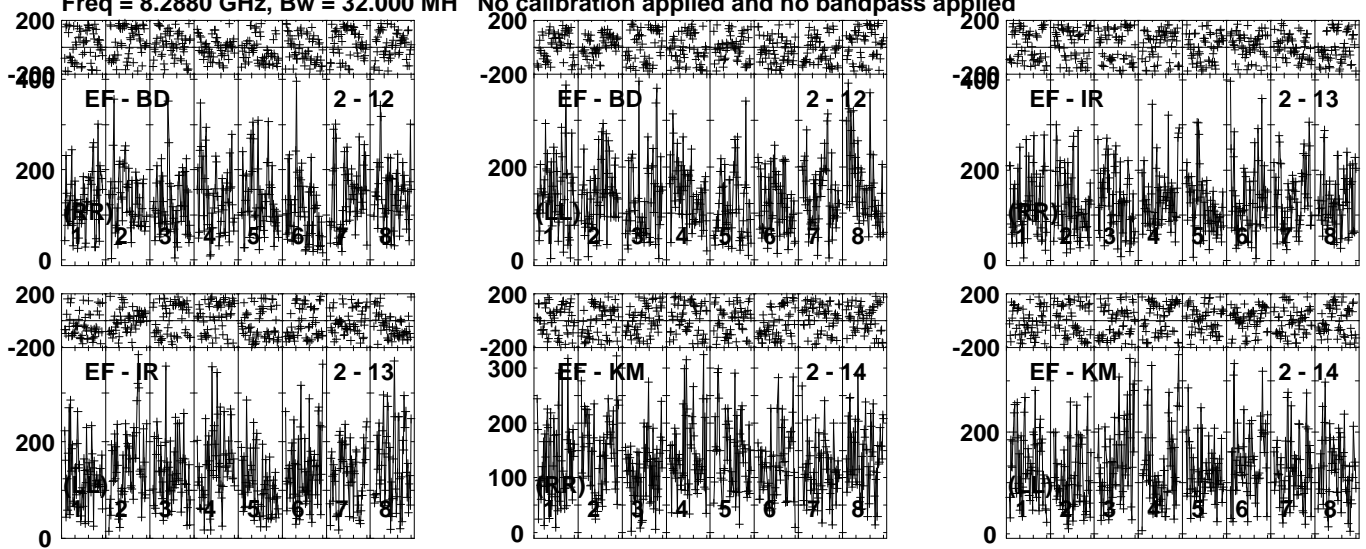 Freq = 8.2880 GHz, Bw = 32.000 MH No calibration applied and no bandpass applied
200
-200
400
EF - BD 2 - 12
200
(RR)
1 2 3 4 5 6 7 8
0
200
-200
EF - BD 2 - 12
200
(LL)
1 2 3 4 5 6 7 8
0
200
-200
400
EF - IR 2 - 13
200
(RR)
1 2 3 4 5 6 7 8
0
200
-200
EF - IR 2 - 13
200
(LL)
1 2 3 4 5 6 7 8
0
200
-200
300
EF - KM 2 - 14
200
100
(RR)
1 2 3 4 5 6 7 8
0
200
-200
EF - KM 2 - 14
200
(LL)
1 2 3 4 5 6 7 8
0